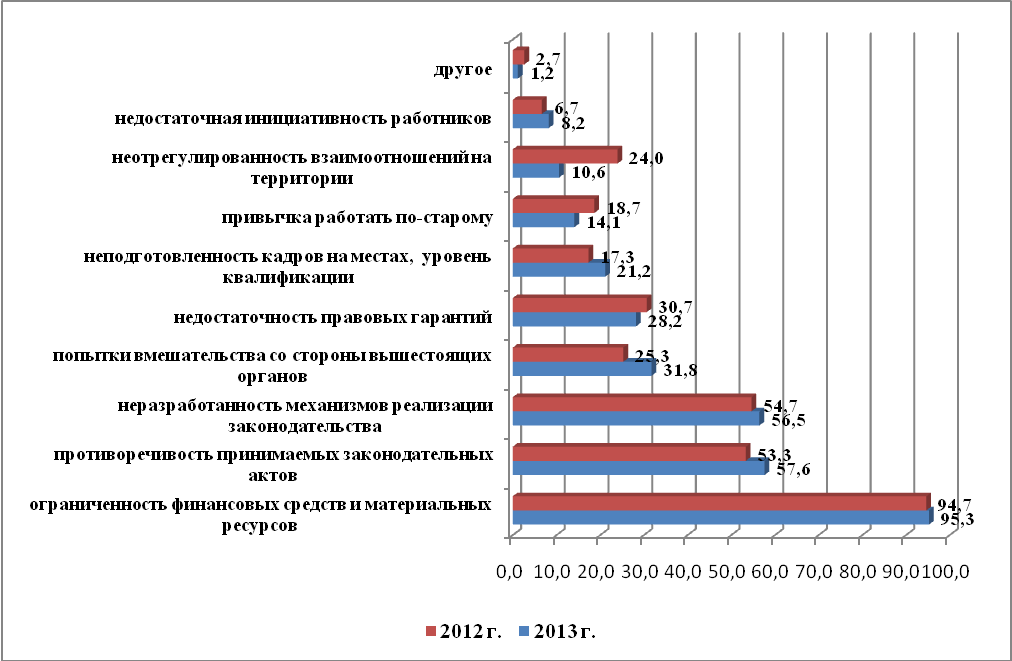 другое
2,7
1,2
недостаточная инициативность работников
6,7
8,2
неотрегулированность взаимоотношений на
территории
24,0
10,6
привычка работать по-старому
18,7
14,1
неподготовленность кадров на местах, уровень
квалификации
17,3
21,2
недостаточность правовых гарантий
30,7
28,2
попытки вмешательства со стороны вышестоящих
органов
25,3
31,8
неразработанность механизмов реализации
законодательства
54,7
56,5
противоречивость принимаемых законодательных
актов
53,3
57,6
ограниченность финансовых средств и материальных
ресурсов
94,7
95,3
0,0 10,0 20,0 30,0 40,0 50,0 60,0 70,0 80,0 90,0 100,0
2012 г. 2013 г.